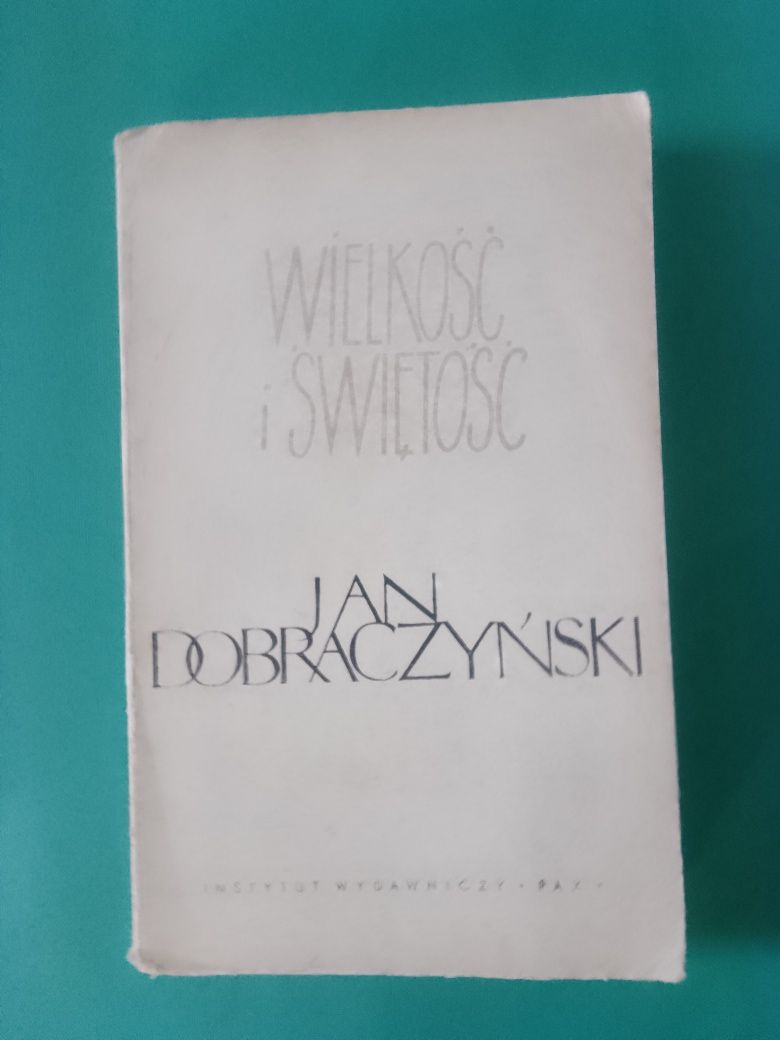 WIELKOŚĆ
i ŚWIĘTOŚĆ
JAN
DOBRACZYŃSKI
INSTYTUT WYDAWNICZY • PAX •